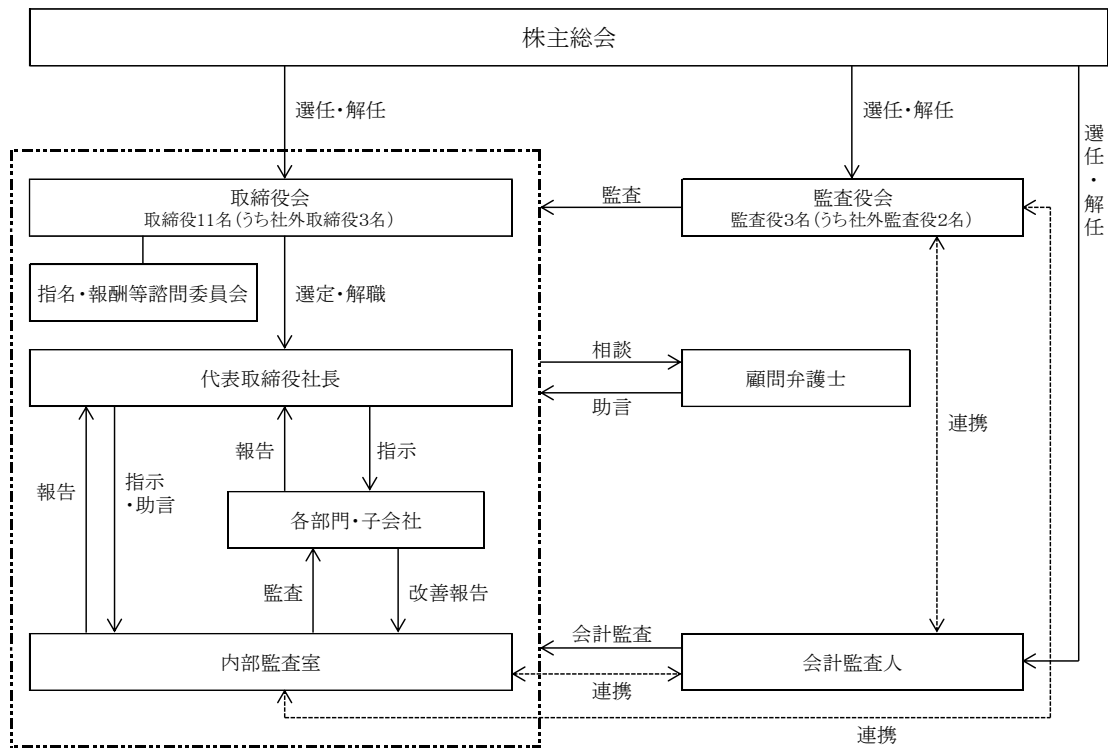 株主総会
選任・解任
選任・解任
選任・解任
取締役会
取締役11名(うち社外取締役3名)
監査
監査役会
監査役3名(うち社外監査役2名)
指名・報酬等諮問委員会
選定・解職
代表取締役社長
相談
助言
顧問弁護士
連携
報告
指示
・助言
報告
指示
各部門・子会社
監査
改善報告
内部監査室
会計監査
連携
会計監査人
連携